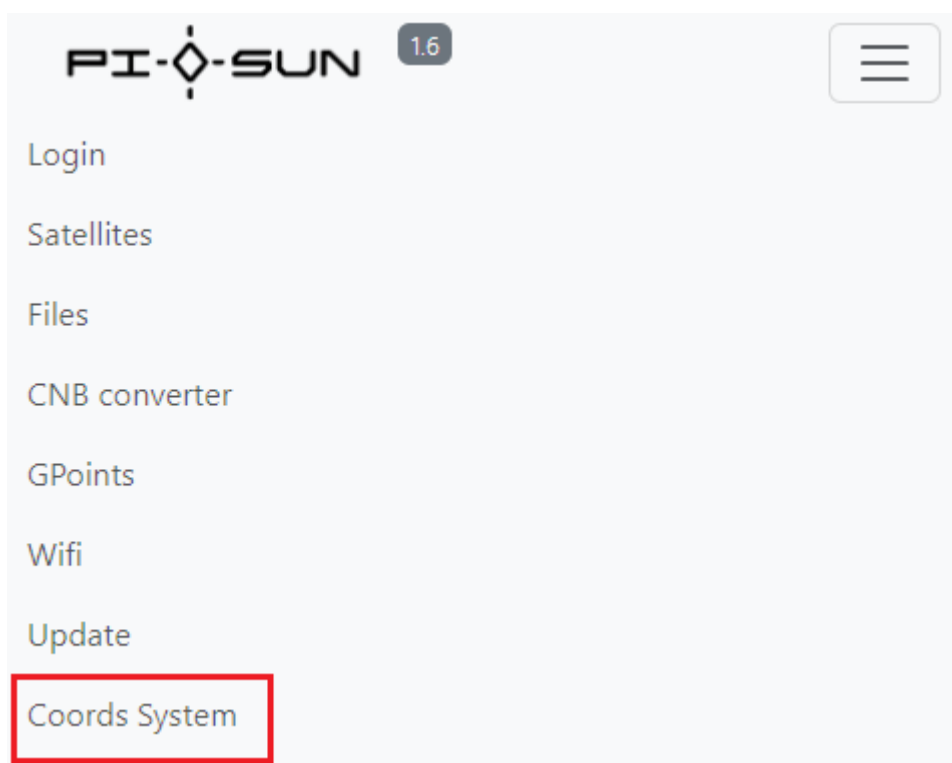 PI-O-SUN 1.6
Login
Satellites
Files
CNB converter
GPoints
Wifi
Update
Coords System